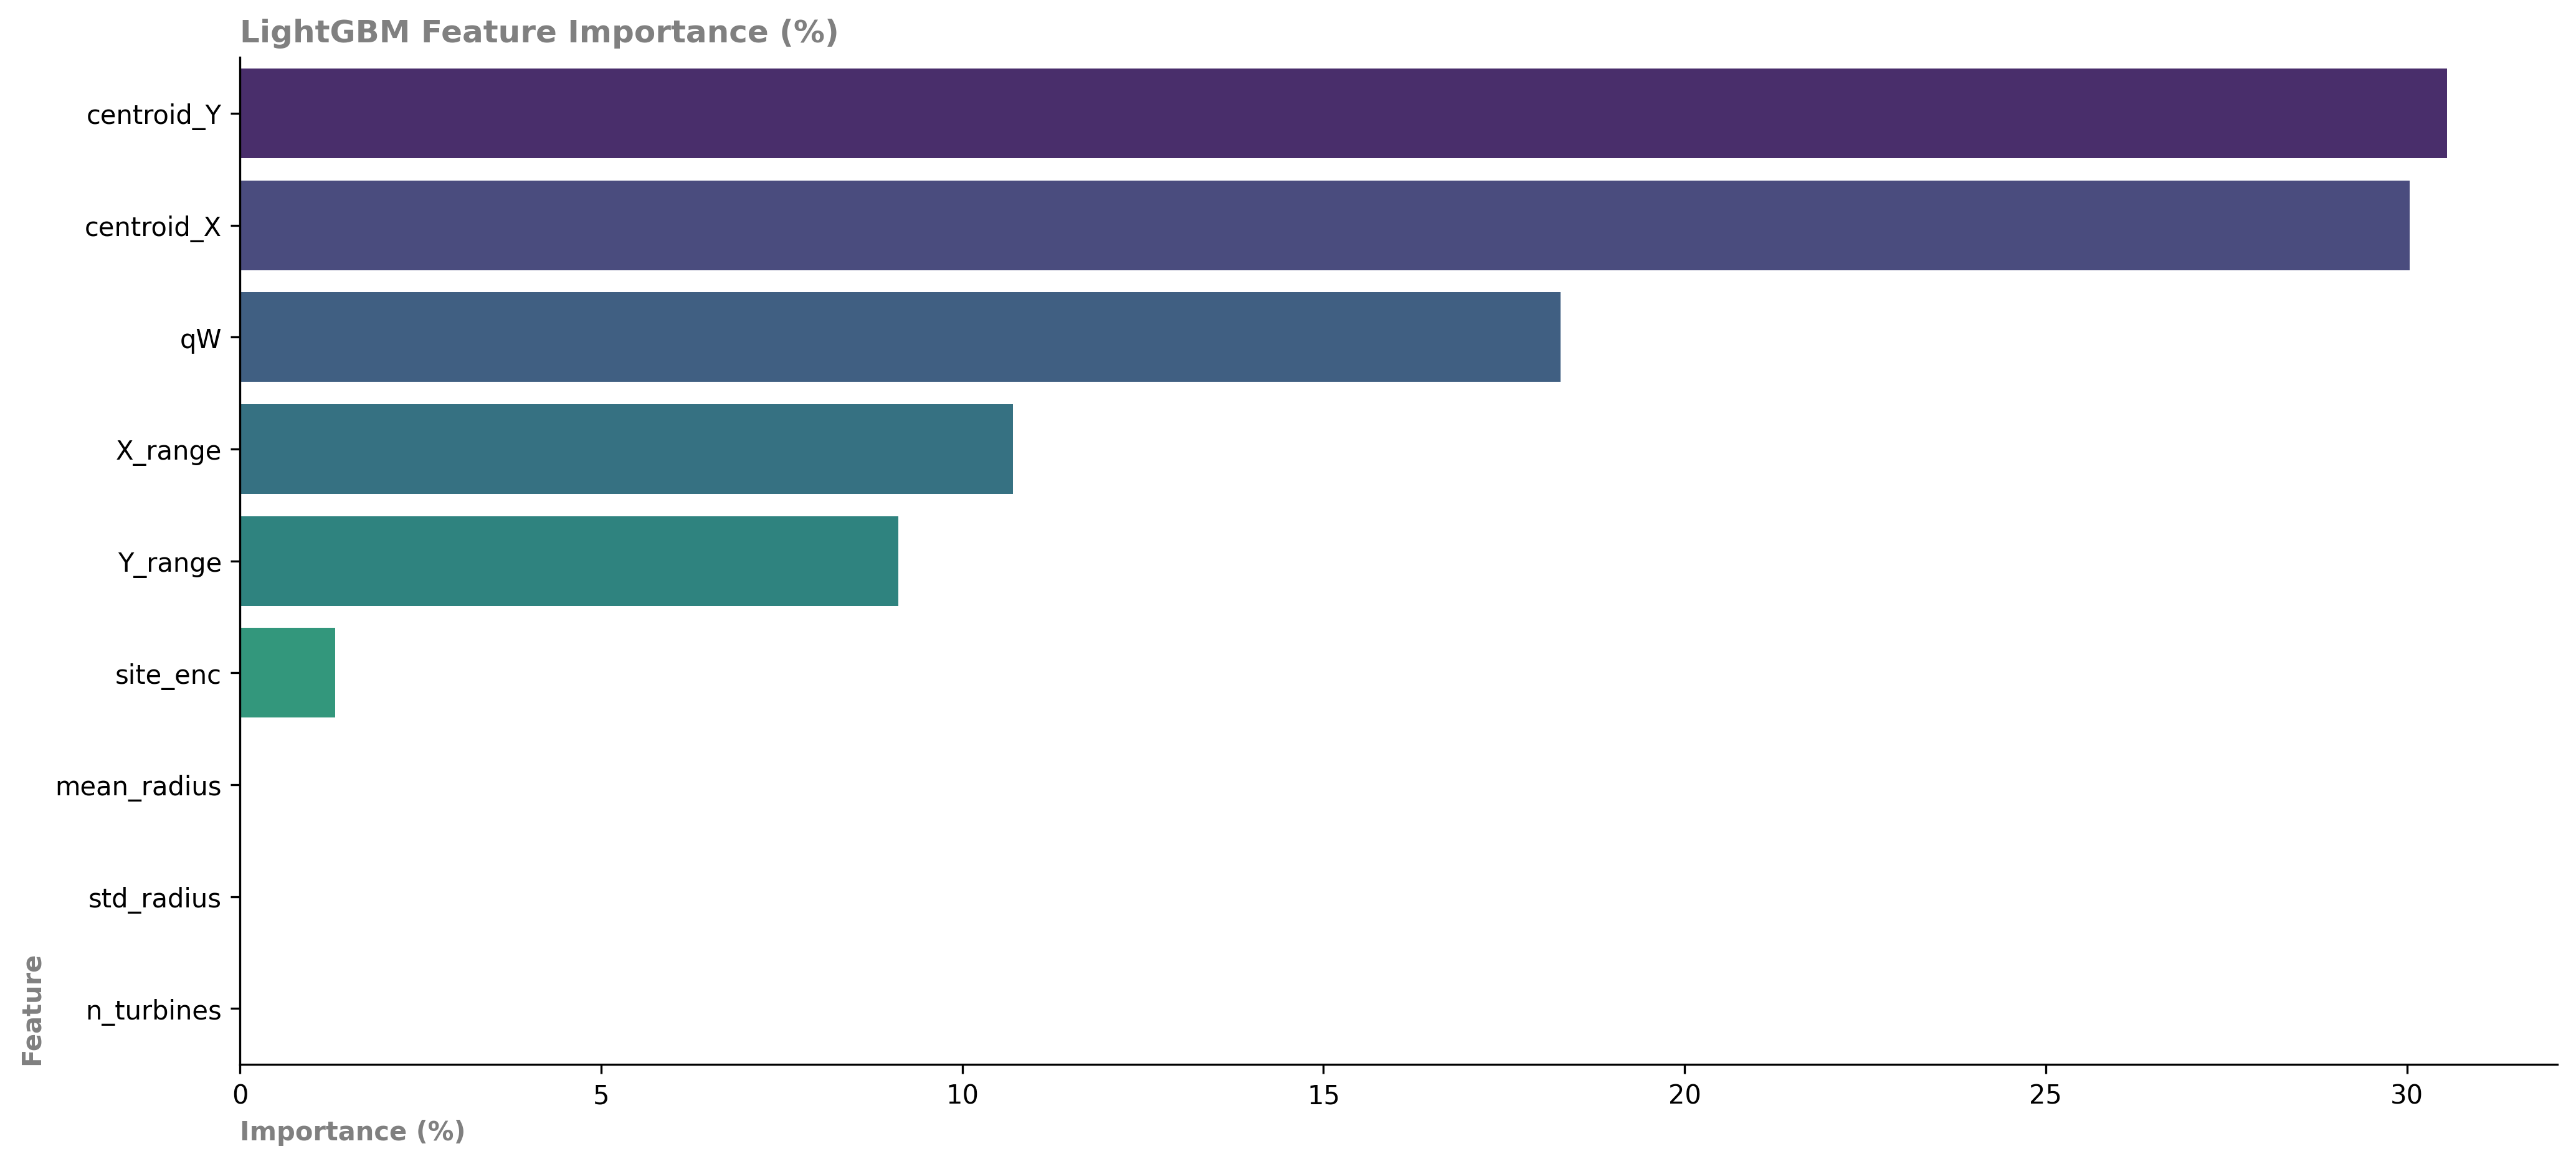 LightGBM Feature Importance (%)
centroid_Y
centroid_X
qW
X_range
Y_range
site_enc
mean_radius
std_radius
n_turbines
Feature
0 5 10 15 20 25 30
Importance (%)